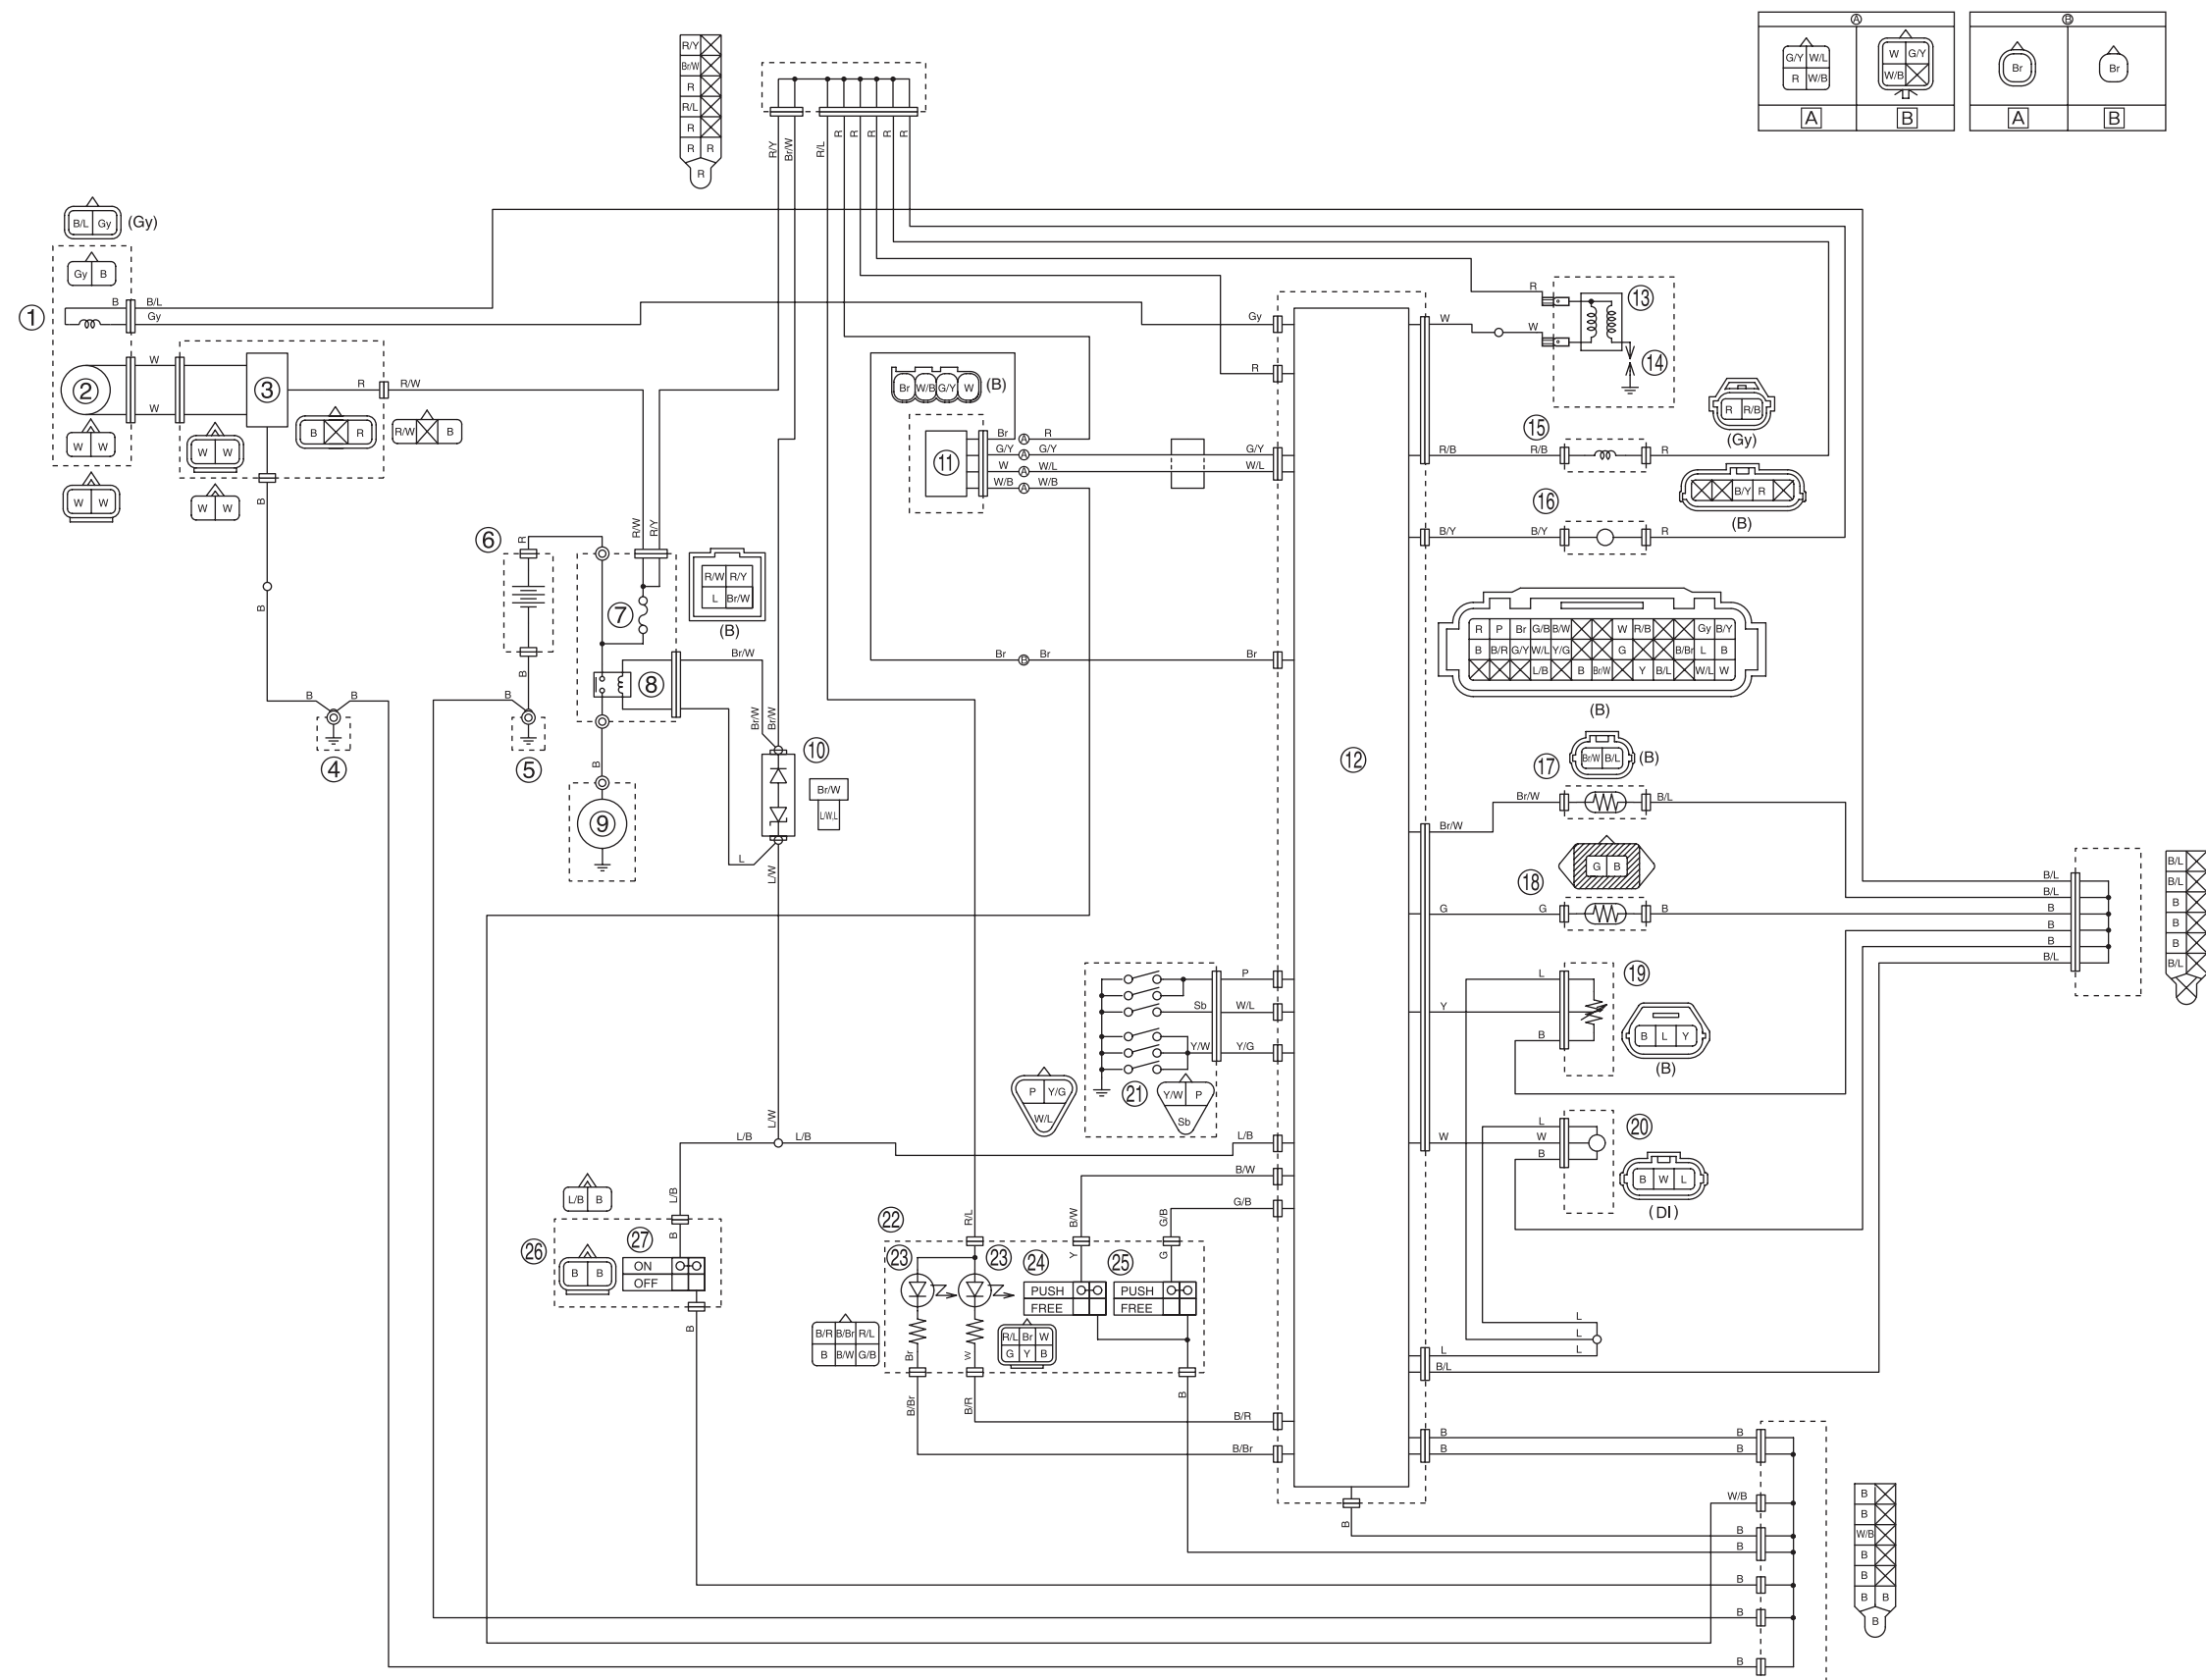 R/Y
Br/W
R
R/L
R
R R
R
R/Y Br/W R/L R R R R R
Ⓐ Ⓑ
G/Y W/L
R W/B
W G/Y
W/B
Br Br
A B A B
B/L Gy (Gy)
Gy B
① B B/L
Gy
② W
W
③ R R/W
W W
W W
W W
W W
B R
R/W B
B
B
B B
④
⑥ R
B
B
⑤
R/W R/Y
⑦
⑧
R/W R/Y
L Br/W
(B)
Br/W
B
⑨
Br/W Br/W
⑩
Br/W
L/W,L
L
L/W
L/W
Br W/B G/Y W (B)
⑪
Br Ⓐ R
G/Y Ⓐ G/Y G/Y
W Ⓐ W/L W/L
W/B Ⓐ W/B
Br Ⓑ Br Br
Gy
R
⑫
R
W W
⑬
⑭
R R/B
(Gy)
⑮
R/B R/B R
B/Y R
(B)
⑯
B/Y B/Y R
R P Br G/B B/W W R/B Gy B/Y
B B/R G/Y W/L Y/G G B/Br L B
L/B B Br/W Y B/L W/L W
(B)
Br/W B/L (B)
⑰
Br/W Br/W B/L
G B
⑱
G G B
⑲
L
Y
B
B L Y
(B)
⑳
L
W W
B
B W L
(DI)
B/L
B/L
B
B
B
B/L
B/L
B/L
B
B
B
B/L
P
Sb W/L
Y/W Y/G
㉑
P Y/G
W/L
Y/W P
Sb
L/B L/B L/B
B/W
G/B
L/B B
L/B
B
㉖
B B
㉗
ON
OFF
B
㉒
R/L B/W G/B
Y G
㉓ ㉓ ㉔ ㉕
PUSH
FREE
PUSH
FREE
B/R B/Br R/L
B B/W G/B
R/L Br W
G Y B
Br W
B/Br B/R B
B/R
B/Br
L
L
L L
B/L
B B
B B
W/B
B B
B
B
B
B
B
B
W/B
B
B
B B
B